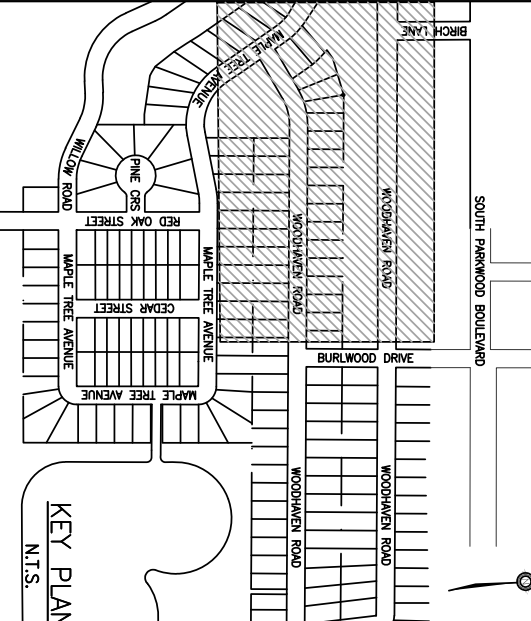 BIRCH LANE
MAPLE TREE AVENUE
WILLOW ROAD
PINE CRS
RED OAK STREET
WOODHAVEN ROAD
WOODHAVEN ROAD
SOUTH PARKWOOD BOULEVARD
MAPLE TREE AVENUE
MAPLE TREE AVENUE
CEDAR STREET
BURLWOOD DRIVE
MAPLE TREE AVENUE
WOODHAVEN ROAD
WOODHAVEN ROAD
KEY PLAN
N.T.S.